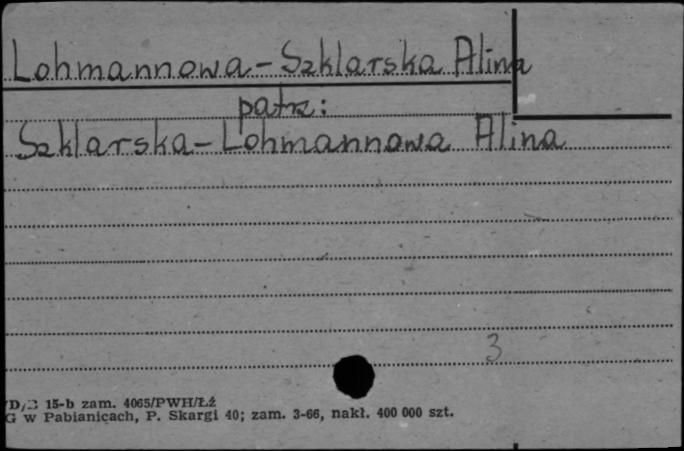 Lohmannowa-Szklarska Alina
patrz:
Szklarska-Lohmannowa Alina
3
15-b zam. 4065/PWH/Łź
G w Pabianicach, P. Skargi 40; zam. 3-66, nakł. 400 000 szt.